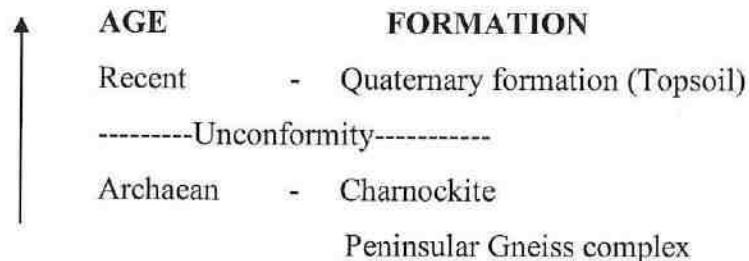 AGE FORMATION
Recent - Quaternary formation (Topsoil)
---------Unconformity-----------
Archaean - Charnockite
Peninsular Gneiss complex